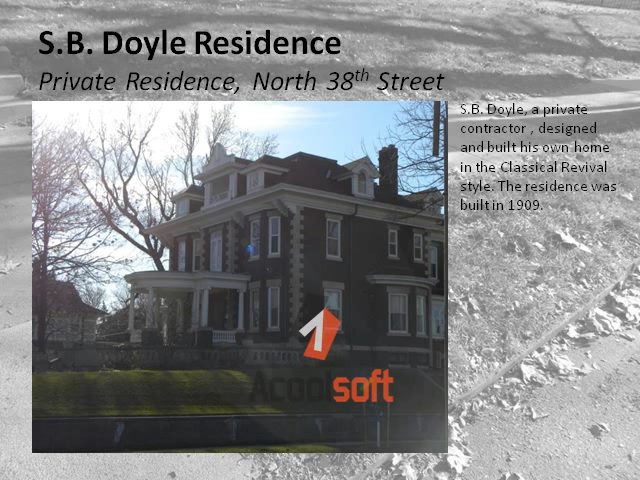 S.B. Doyle Residence
Private Residence, North 38th Street
S.B. Doyle, a private
contractor , designed
and built his own home
in the Classical Revival
style. The residence was
built in 1909.
1
Acoolsoft